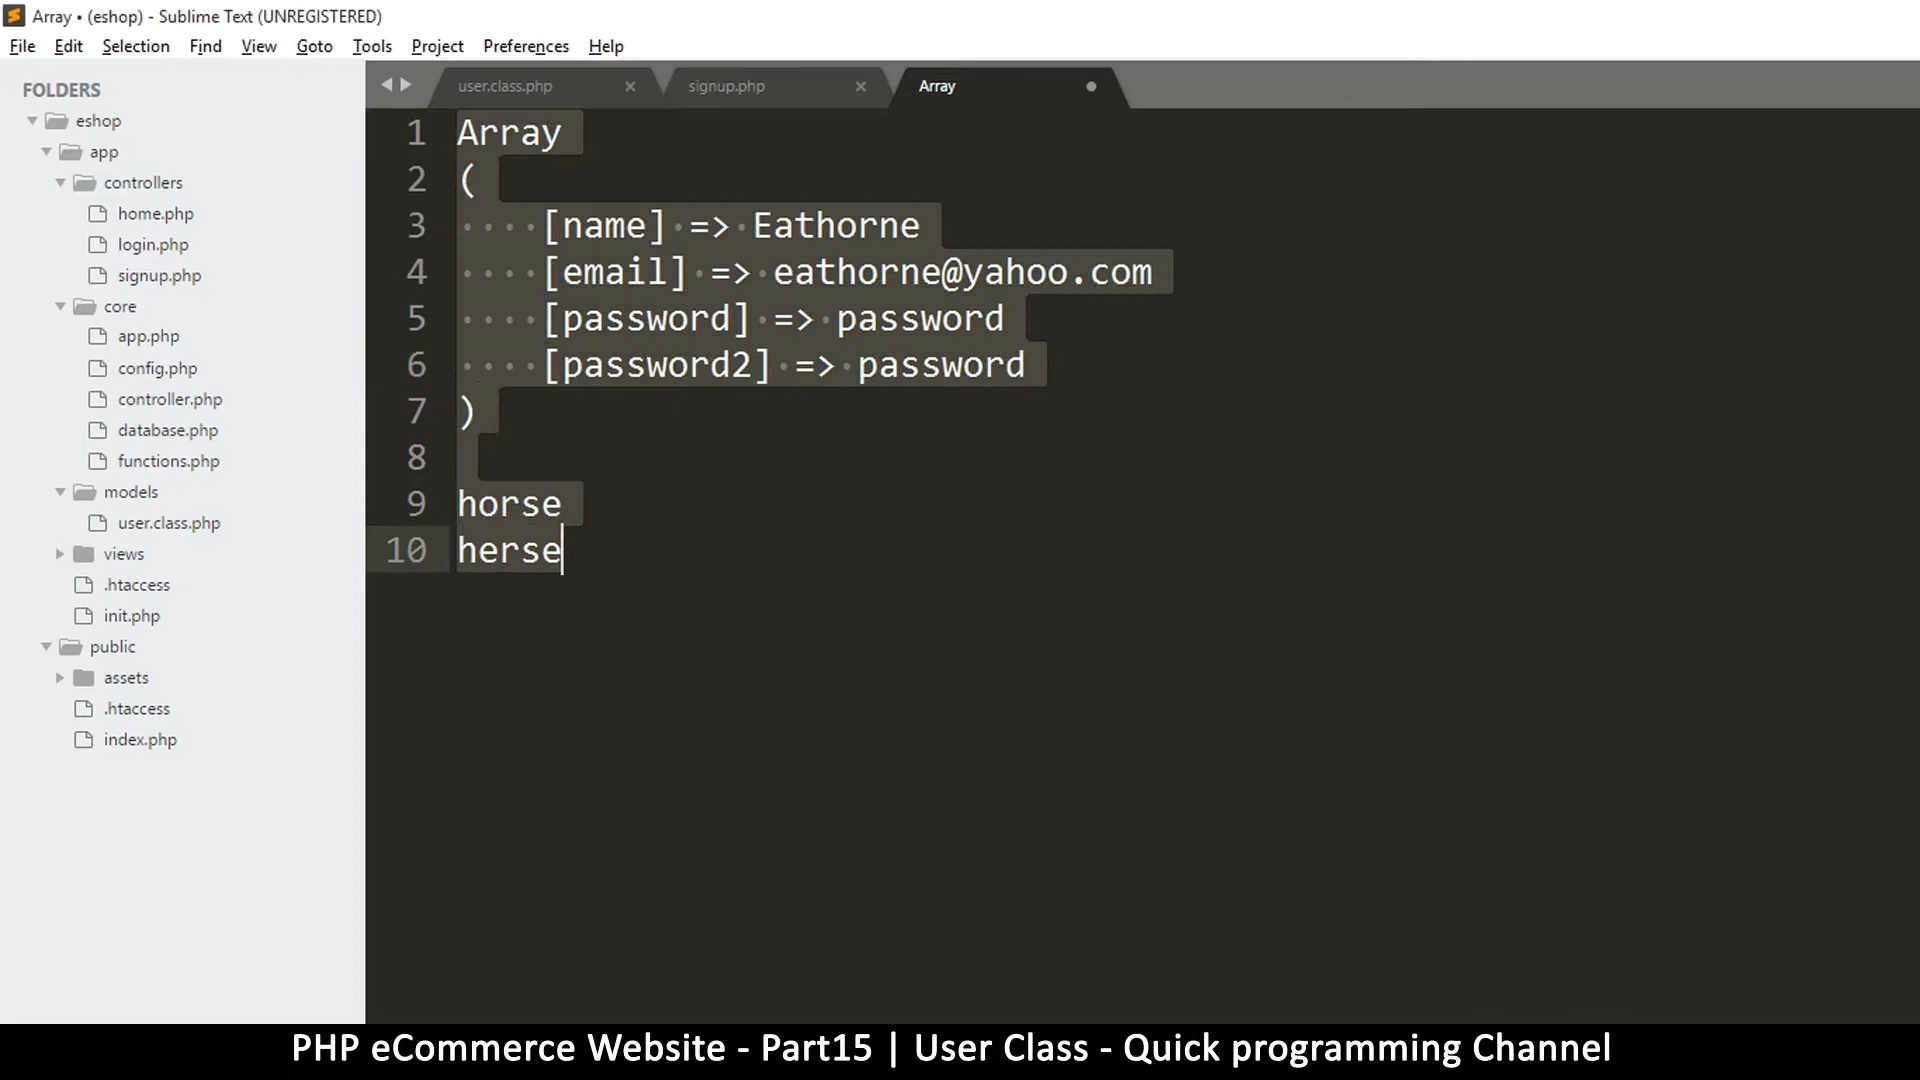 Array • (eshop) - Sublime Text (UNREGISTERED)
File Edit Selection Find View Goto Tools Project Preferences Help
FOLDERS
eshop
app
controllers
home.php
login.php
signup.php
core
app.php
config.php
controller.php
database.php
functions.php
models
user.class.php
views
.htaccess
init.php
public
assets
.htaccess
index.php
user.class.php × signup.php × Array
1 Array
2 (
3 [name] => Eathorne
4 [email] => eathorne@yahoo.com
5 [password] => password
6 [password2] => password
7 )
8
9 horse
10 herse
PHP eCommerce Website - Part15 | User Class - Quick programming Channel